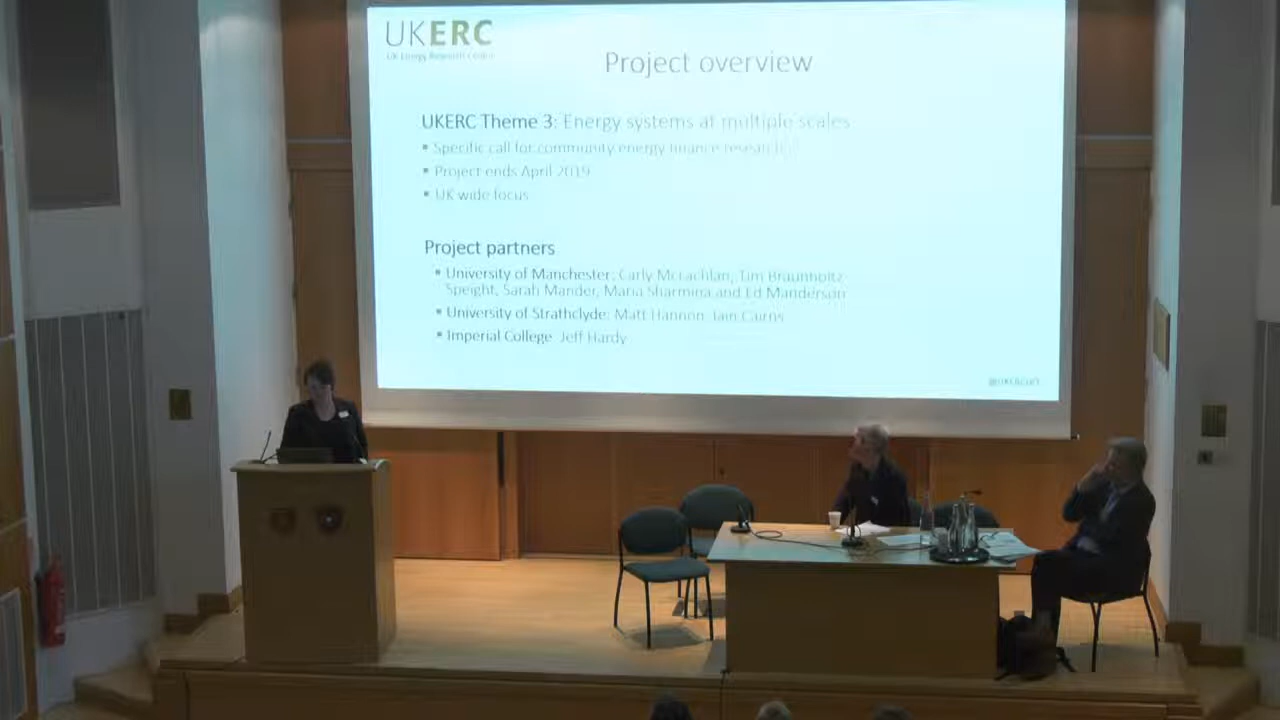 UKERC
UK Energy Research Centre
Project overview
UKERC Theme 3: Energy systems at multiple scales
▪ Specific call for community energy finance research
▪ Project ends April 2019
▪ UK wide focus
Project partners
▪ University of Manchester: Carly McLachlan, Tim Braunholtz-
Speight, Sarah Mander, Maria Sharmina and Ed Manderson
▪ University of Strathclyde: Matt Hannon, Iain Cairns
▪ Imperial College: Jeff Hardy